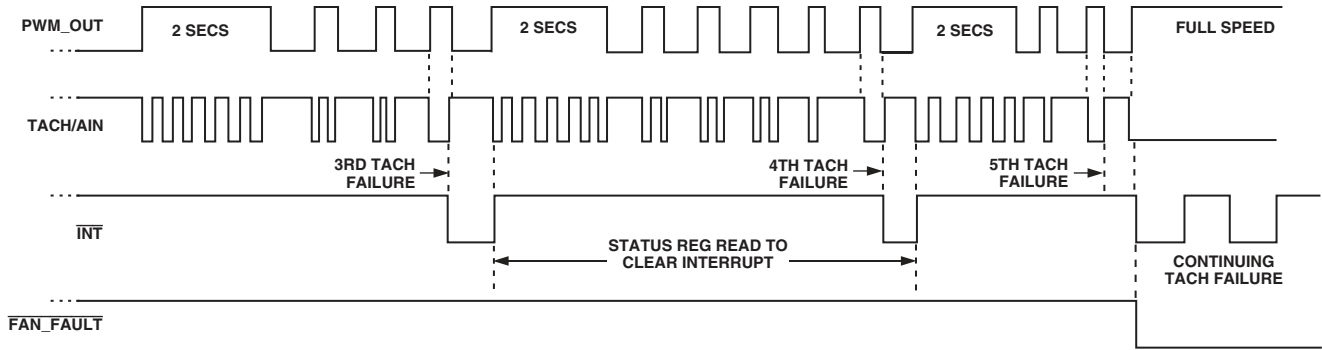 PWM_OUT
2 SECS
2 SECS
2 SECS
FULL SPEED
TACH/AIN
3RD TACH
FAILURE
4TH TACH
FAILURE
5TH TACH
FAILURE
INT
STATUS REG READ TO
CLEAR INTERRUPT
CONTINUING
TACH FAILURE
FAN_FAULT